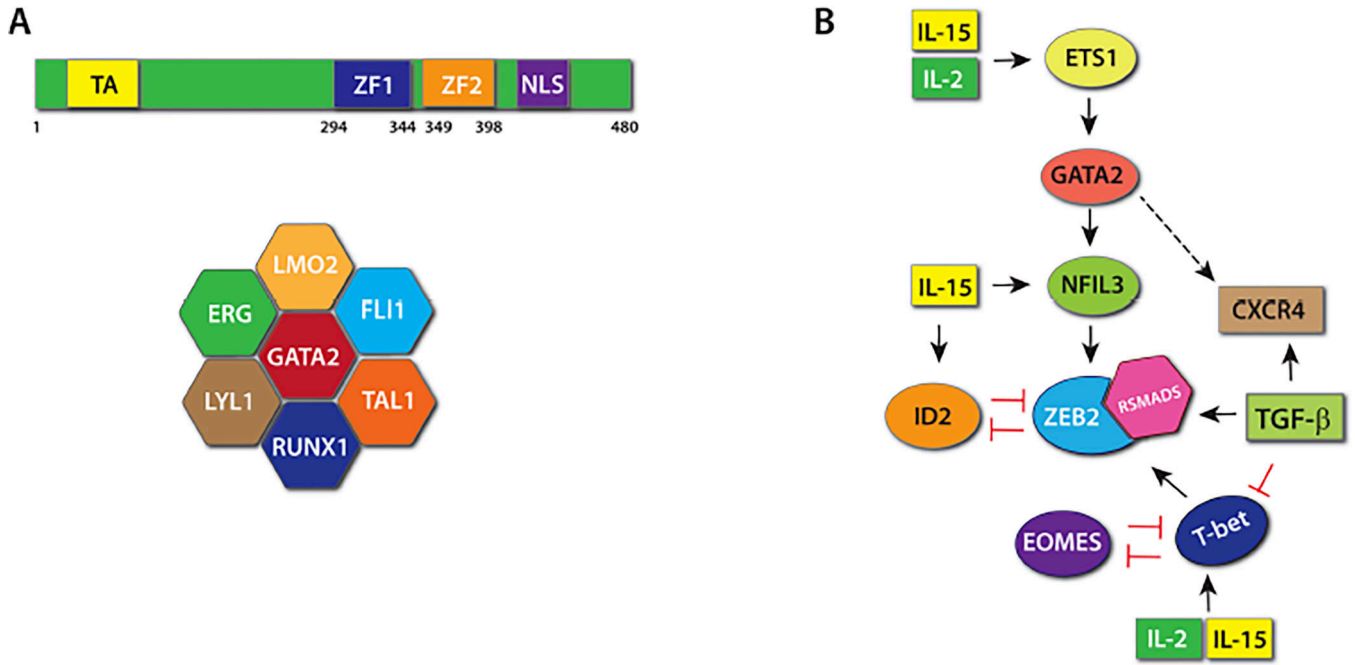 A
TA ZF1 ZF2 NLS
1 294 344 349 398 480
LMO2
ERG FLI1
GATA2
LYL1 TAL1
RUNX1
B
IL-15
IL-2
ETS1
GATA2
IL-15 NFIL3
CXCR4
ID2 ZEB2 RSMADS TGF-β
EOMES T-bet
IL-2 IL-15